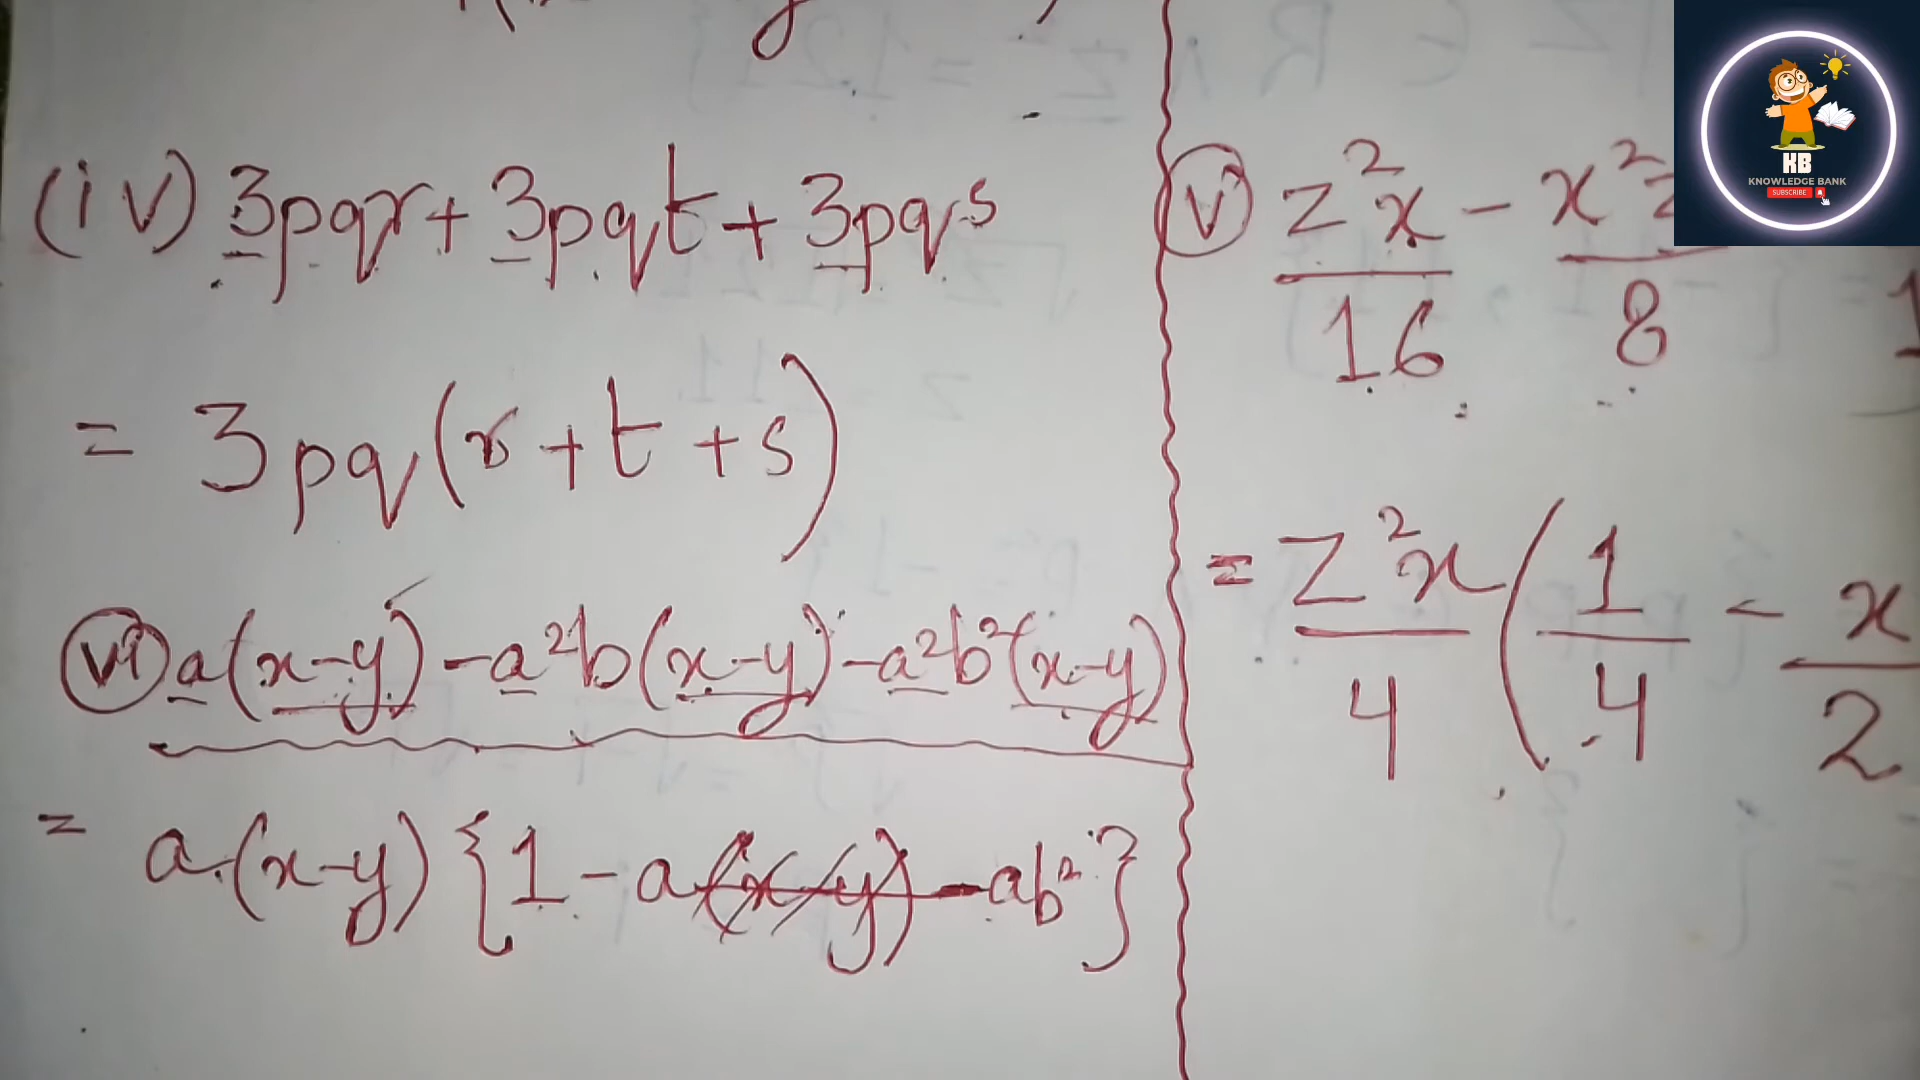 (iv) 3pqr + 3pqt + 3pqs
= 3pq(r + t + s)
(vi) a(x-y) - a²b(x-y) - a²b²(x-y)
= a.(x-y) {1 - a - ab²}
(v) z²x/16 - x²z/8
= z²x/4 (1/4 - x/2
KB
KNOWLEDGE BANK
SUBSCRIBE